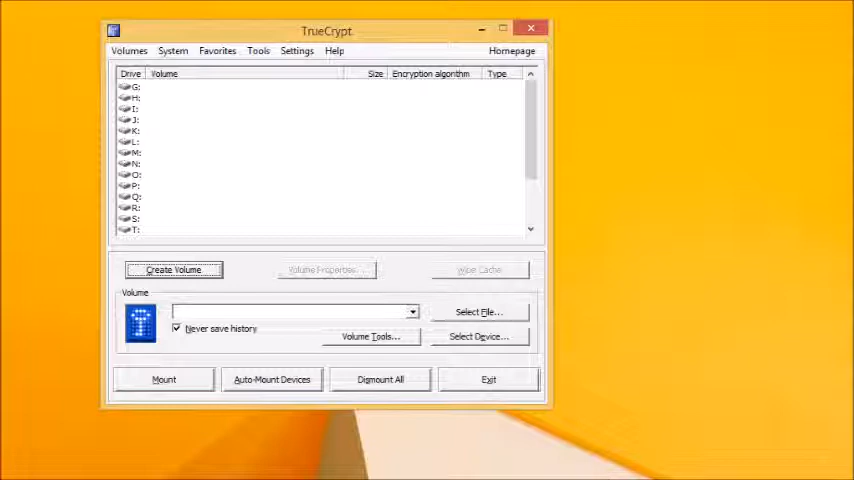 TrueCrypt
Volumes System Favorites Tools Settings Help Homepage
Drive Volume Size Encryption algorithm Type
G:
H:
I:
J:
K:
L:
M:
N:
O:
P:
Q:
R:
S:
T:
Create Volume Volume Properties... Wipe Cache
Volume
Select File...
Never save history
Volume Tools... Select Device...
Mount Auto-Mount Devices Dismount All Exit